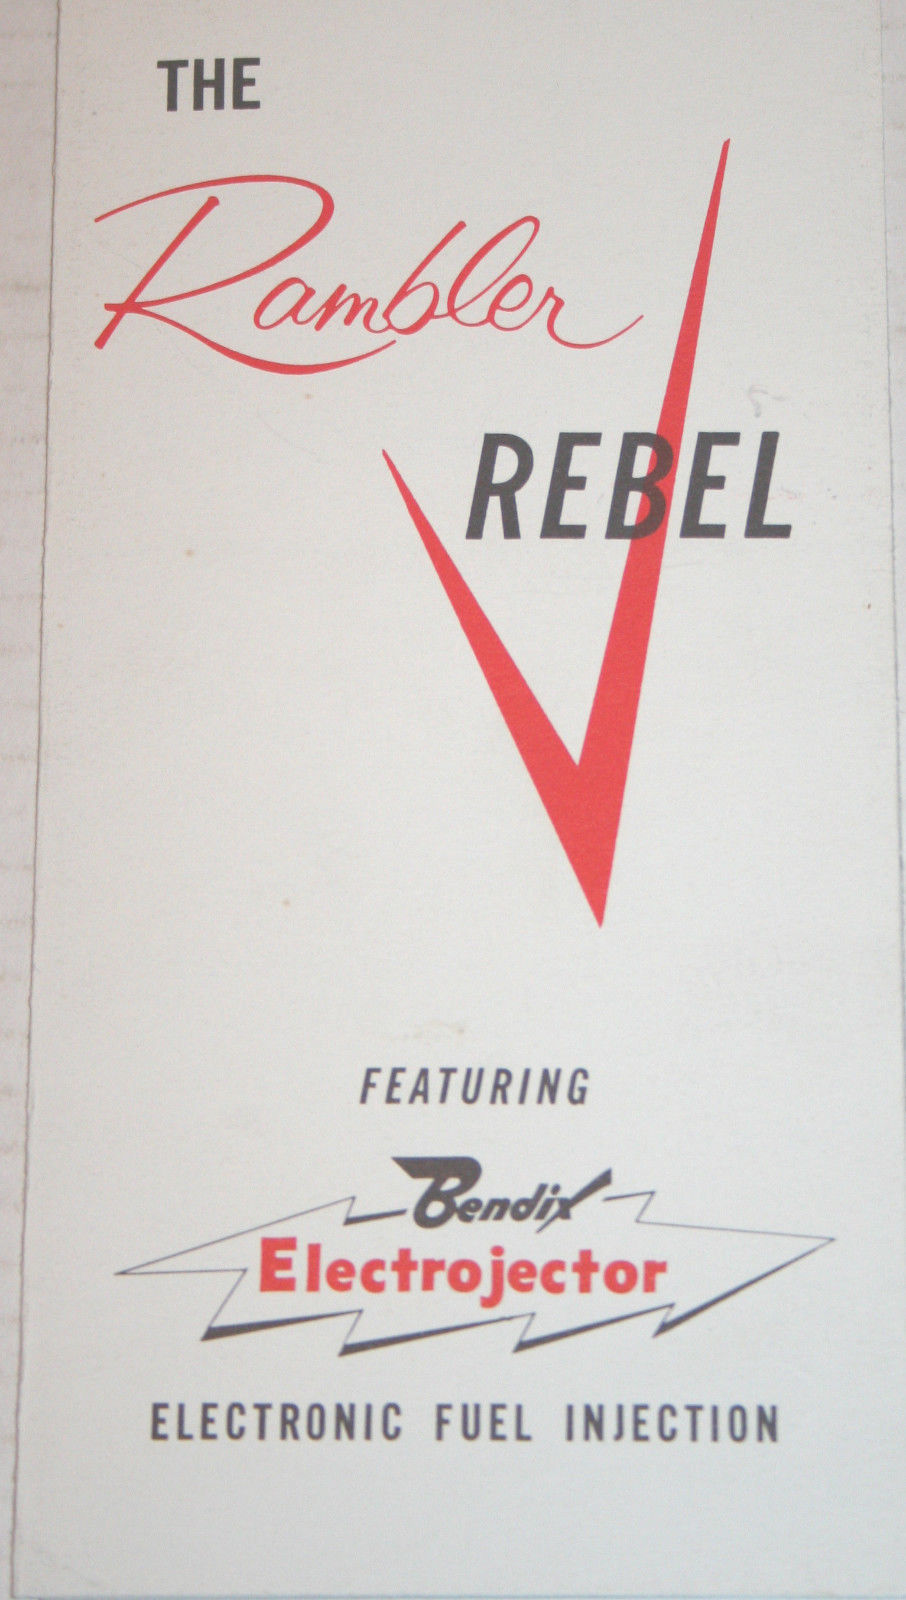 THE
Rambler
REBEL
FEATURING
Bendix
Electrojector
ELECTRONIC FUEL INJECTION